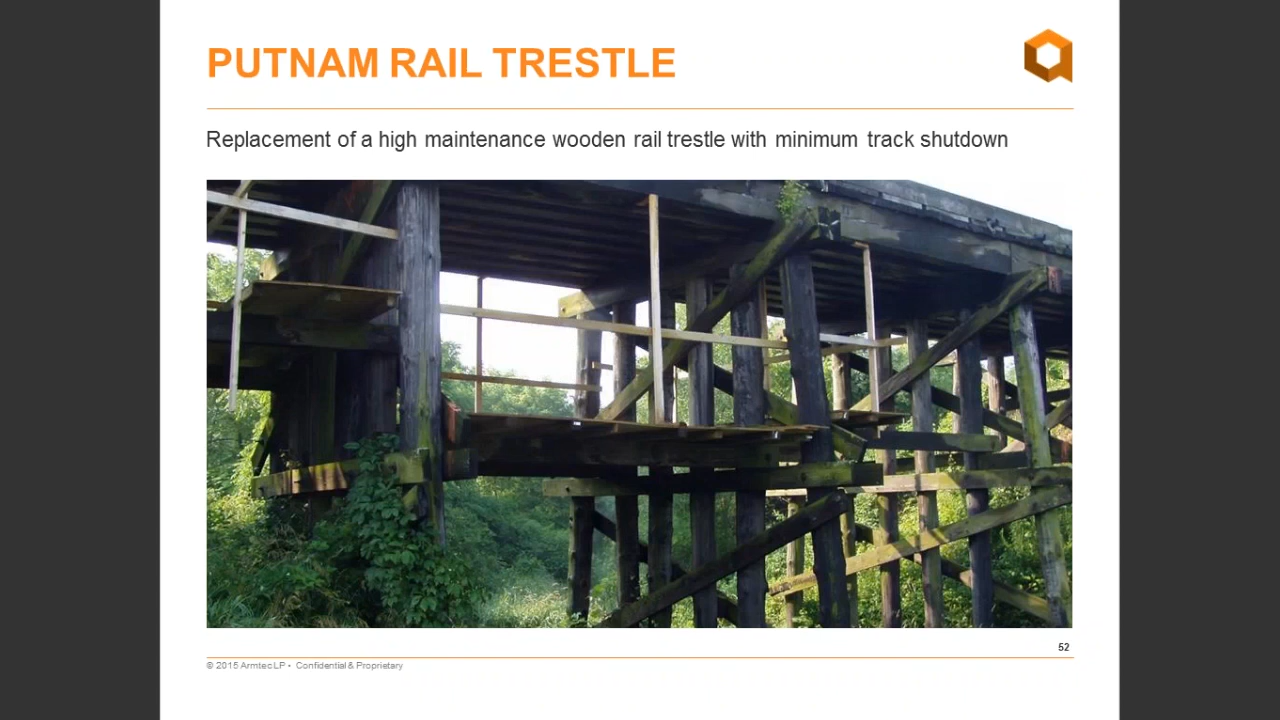 PUTNAM RAIL TRESTLE
Replacement of a high maintenance wooden rail trestle with minimum track shutdown
52
© 2015 Armtec LP • Confidential & Proprietary